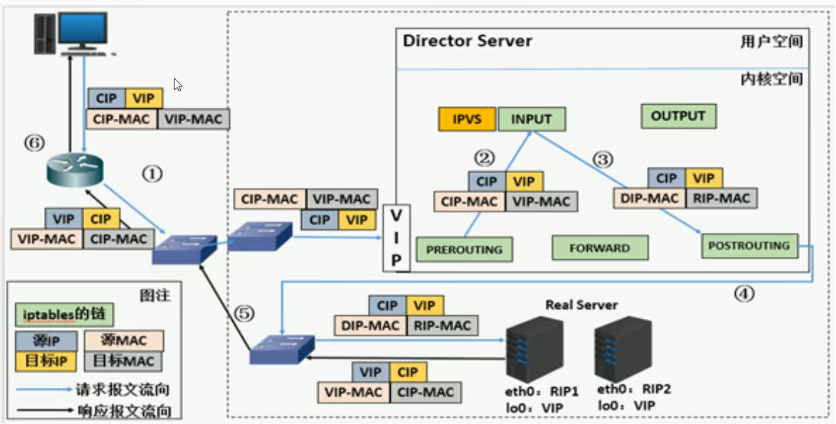 Director Server
用户空间
内核空间
CIP VIP
CIP-MAC VIP-MAC
IPVS INPUT
OUTPUT
⑥
①
②
③
CIP VIP
CIP-MAC VIP-MAC
CIP VIP
DIP-MAC RIP-MAC
CIP-MAC VIP-MAC
CIP VIP
VIP
VIP CIP
VIP-MAC CIP-MAC
PREROUTING
FORWARD
POSTROUTING
④
⑤
图注
iptables的链
源IP 源MAC
目标IP 目标MAC
请求报文流向
响应报文流向
CIP VIP
DIP-MAC RIP-MAC
VIP CIP
VIP-MAC CIP-MAC
Real Server
eth0：RIP1
lo0：VIP
eth0：RIP2
lo0：VIP